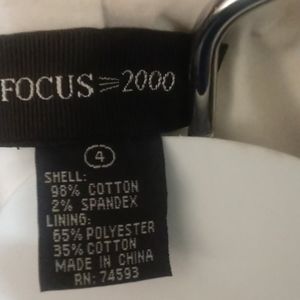 FOCUS ⪖ 2000
4
SHELL:
98% COTTON
2% SPANDEX
LINING:
65% POLYESTER
35% COTTON
MADE IN CHINA
RN: 74593